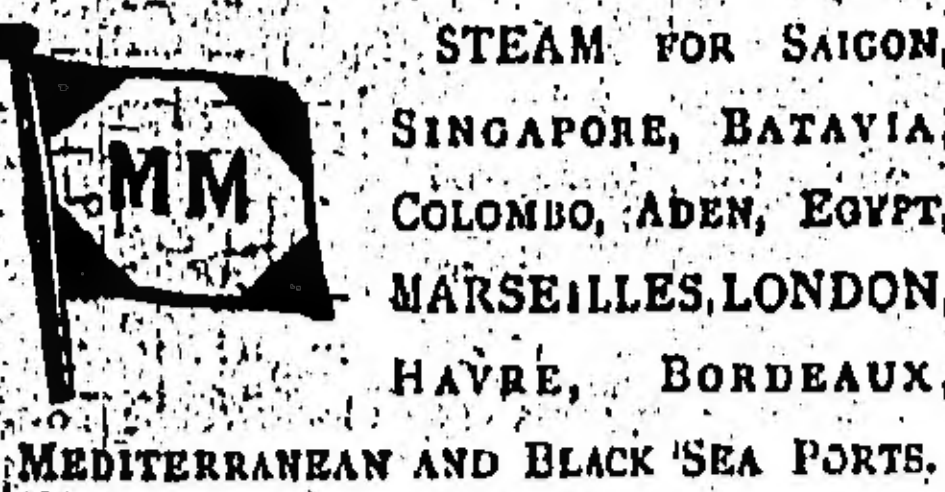 MM
STEAM FOR SAIGON,
SINGAPORE, BATAVIA,
COLOMBO, ADEN, EGYPT,
MARSEILLES, LONDON,
HAVRE, BORDEAUX,
MEDITERRANEAN AND BLACK SEA PORTS.